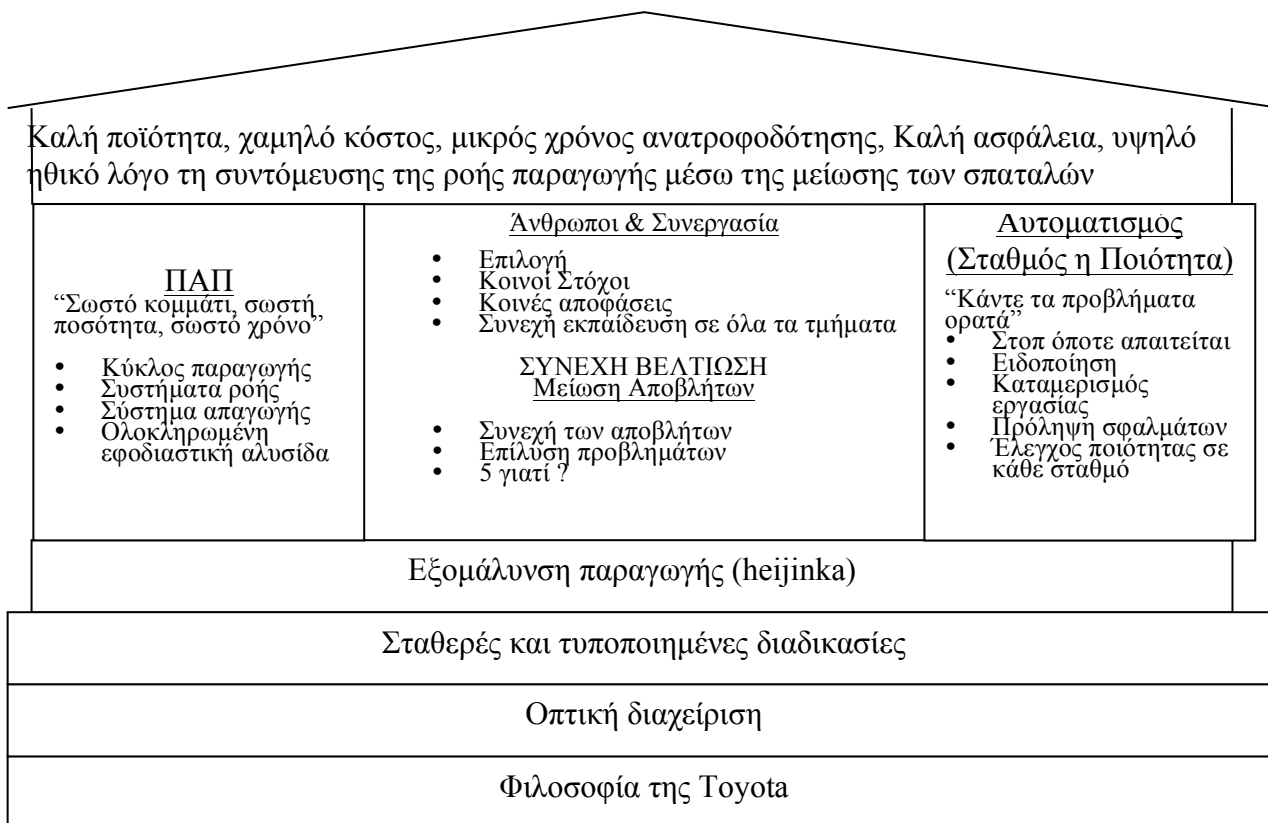 Καλή ποϊότητα, χαμηλό κόστος, μικρός χρόνος ανατροφοδότησης, Καλή ασφάλεια, υψηλό
ηθικό λόγο τη συντόμευσης της ροής παραγωγής μέσω της μείωσης των σπαταλών
ΠΑΠ
“Σωστό κομμάτι, σωστή
ποσότητα, σωστό χρόνο”
• Κύκλος παραγωγής
• Συστήματα ροής
• Σύστημα απαγωγής
• Ολοκληρωμένη
εφοδιαστική αλυσίδα
Άνθρωποι & Συνεργασία
• Επιλογή
• Κοινοί Στόχοι
• Κοινές αποφάσεις
• Συνεχή εκπαίδευση σε όλα τα τμήματα
ΣΥΝΕΧΗ ΒΕΛΤΙΩΣΗ
Μείωση Αποβλήτων
• Συνεχή των αποβλήτων
• Επίλύση προβλημάτων
• 5 γιατί ?
Αυτοματισμός
(Σταθμός η Ποιότητα)
“Κάντε τα προβλήματα
ορατά”
• Στοπ όποτε απαιτείται
• Ειδοποίηση
• Καταμερισμός
εργασίας
• Πρόληψη σφαλμάτων
• Έλεγχος ποιότητας σε
κάθε σταθμό
Εξομάλυνση παραγωγής (heijinka)
Σταθερές και τυποποιημένες διαδικασίες
Οπτική διαχείριση
Φιλοσοφία της Toyota